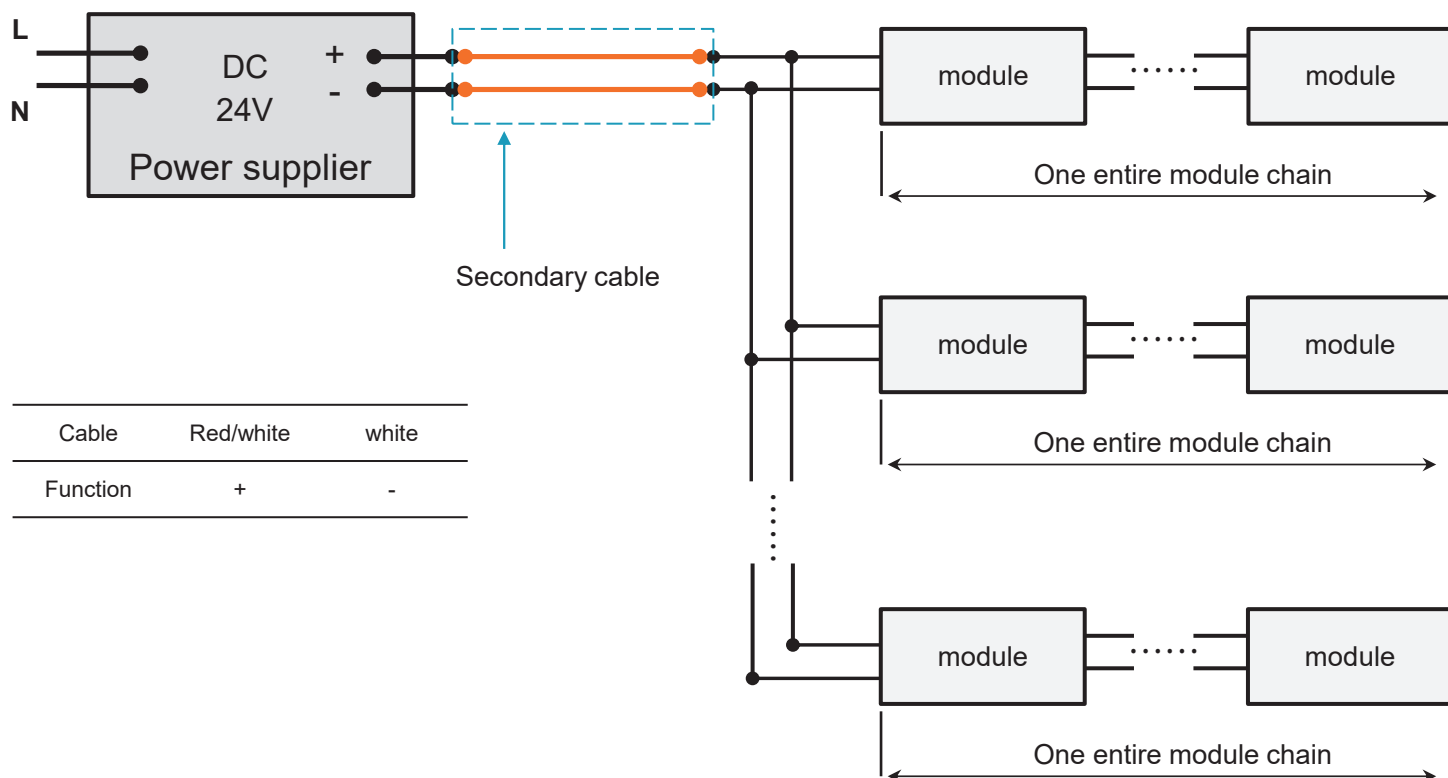 L
N
DC
24V
+
-
Power supplier
Secondary cable
module ...... module
One entire module chain
module ...... module
One entire module chain
Cable Red/white white
Function + -
module ...... module
One entire module chain